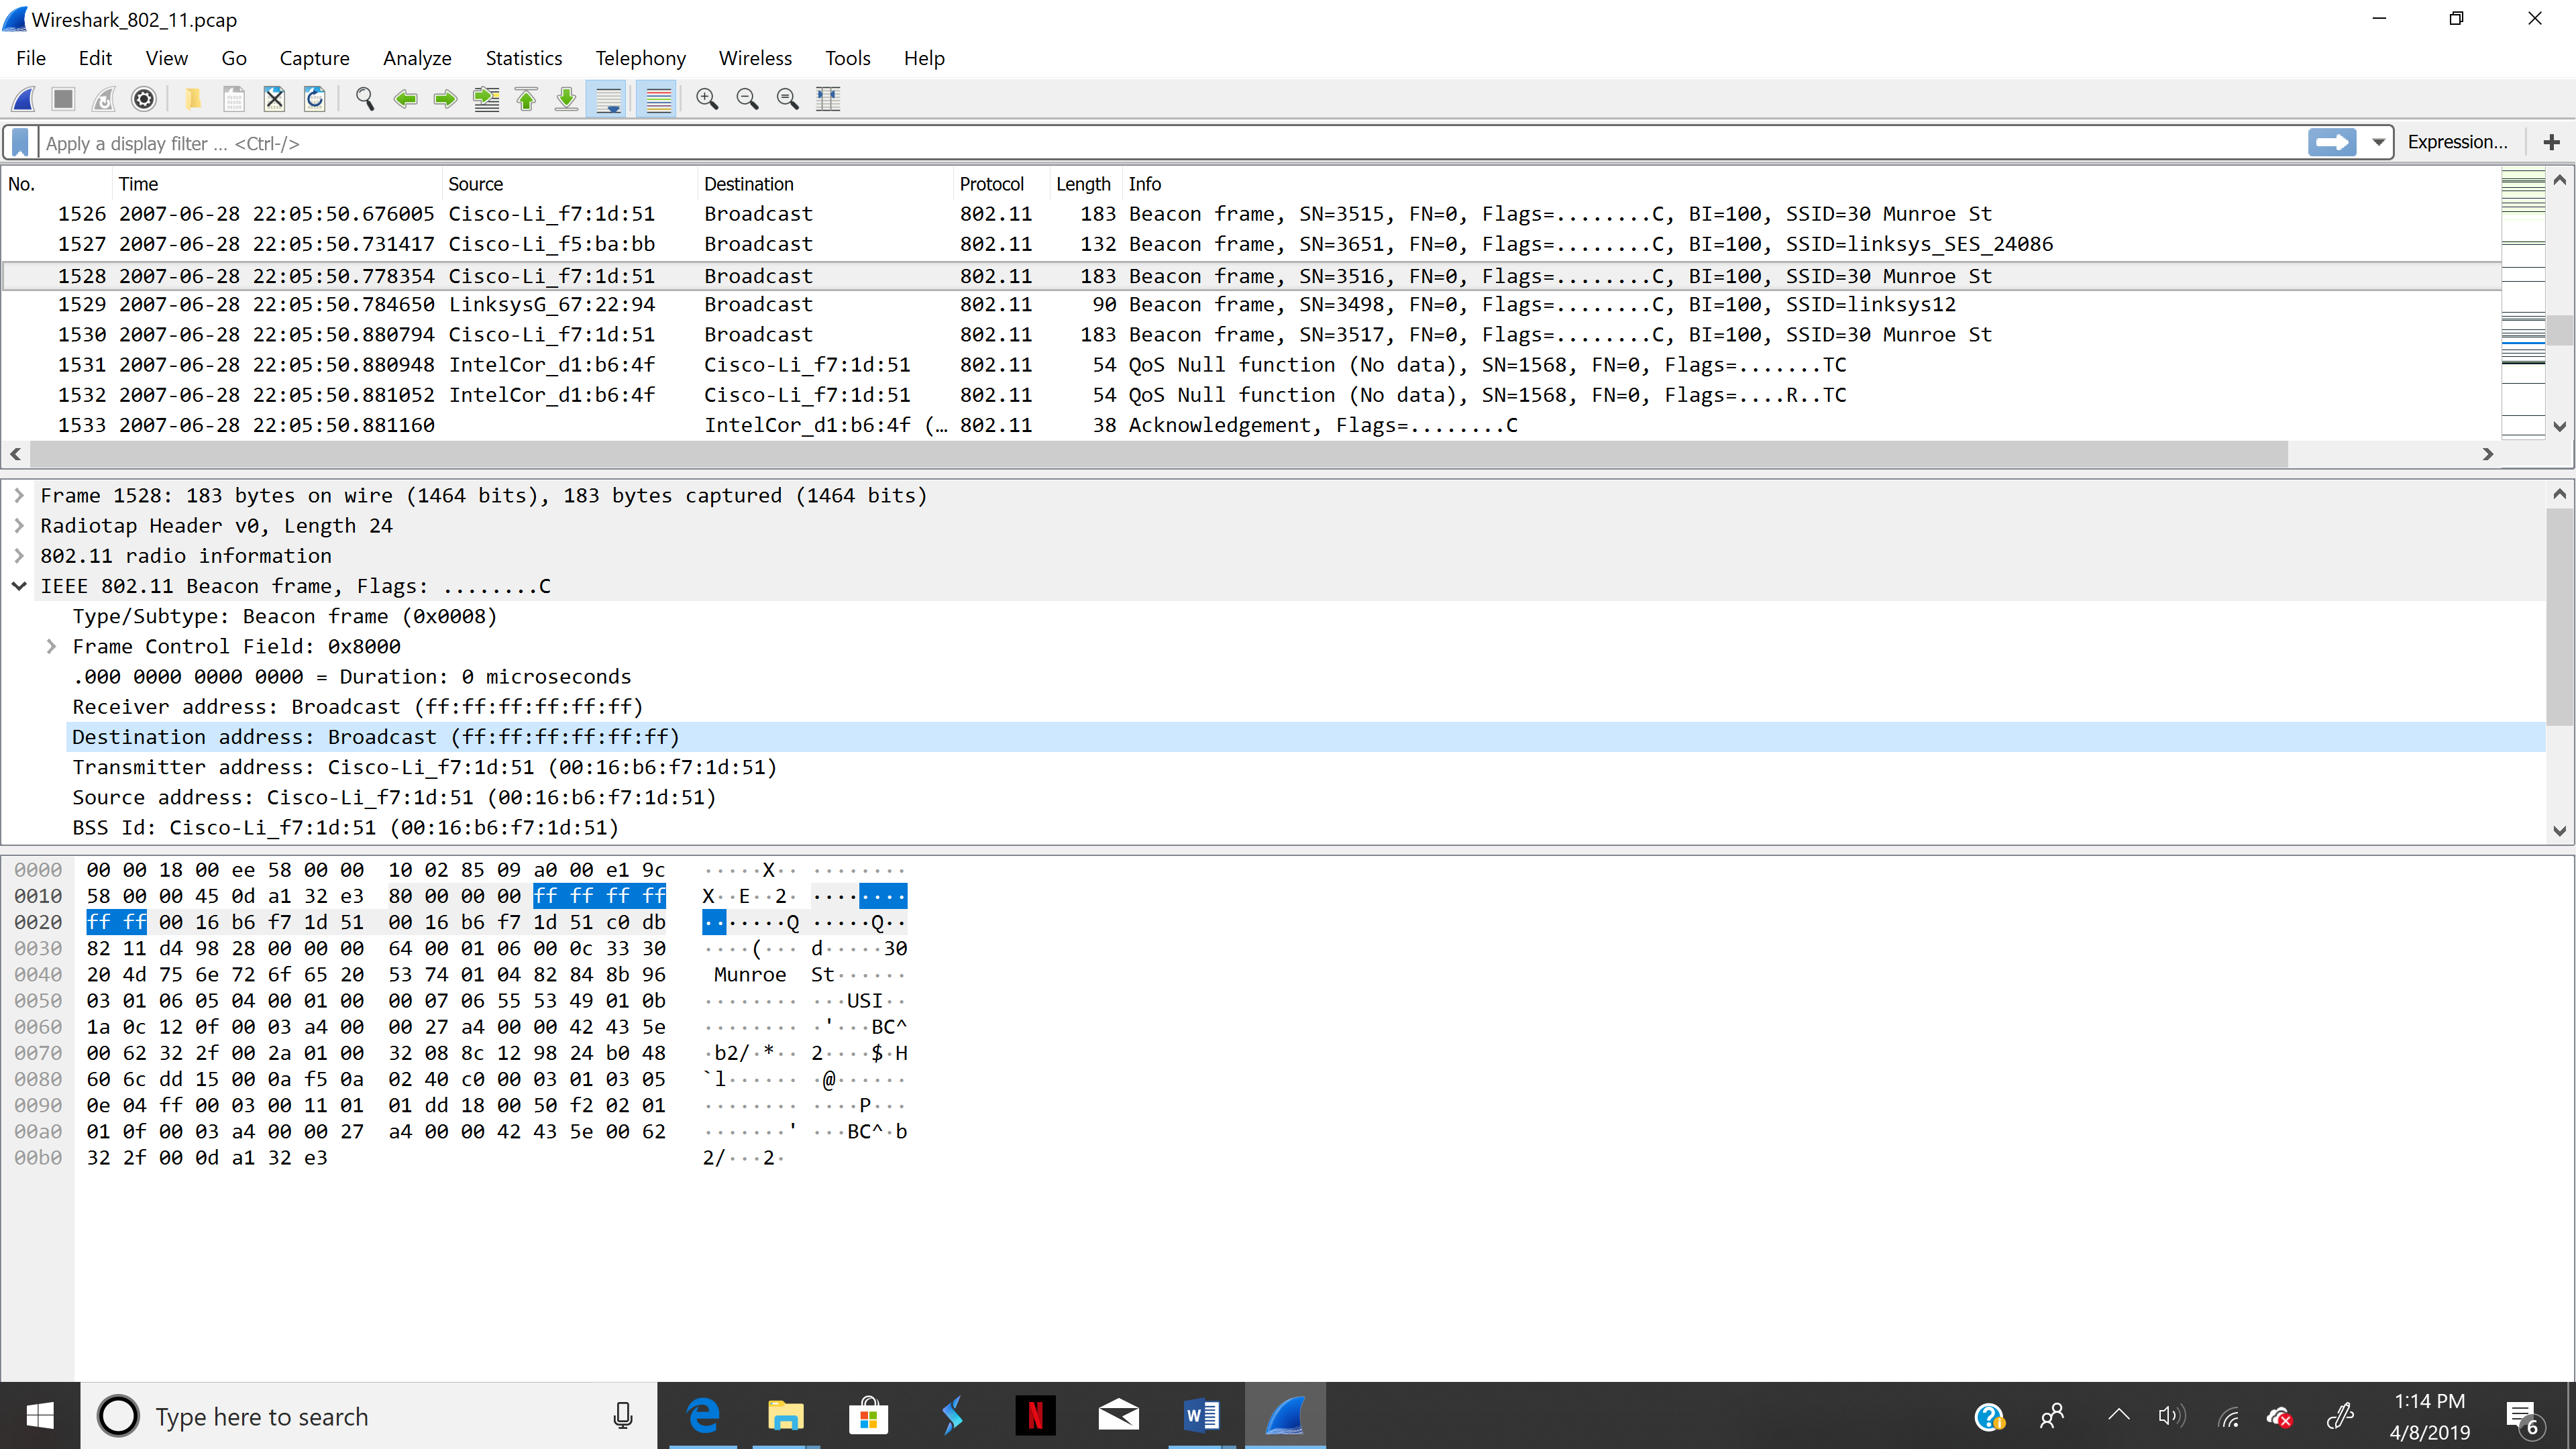 Wireshark_802_11.pcap
File Edit View Go Capture Analyze Statistics Telephony Wireless Tools Help
Apply a display filter ... <Ctrl-/> Expression... +
No. Time Source Destination Protocol Length Info
1526 2007-06-28 22:05:50.676005 Cisco-Li_f7:1d:51 Broadcast 802.11 183 Beacon frame, SN=3515, FN=0, Flags=........C, BI=100, SSID=30 Munroe St
1527 2007-06-28 22:05:50.731417 Cisco-Li_f5:ba:bb Broadcast 802.11 132 Beacon frame, SN=3651, FN=0, Flags=........C, BI=100, SSID=linksys_SES_24086
1528 2007-06-28 22:05:50.778354 Cisco-Li_f7:1d:51 Broadcast 802.11 183 Beacon frame, SN=3516, FN=0, Flags=........C, BI=100, SSID=30 Munroe St
1529 2007-06-28 22:05:50.784650 LinksysG_67:22:94 Broadcast 802.11 90 Beacon frame, SN=3498, FN=0, Flags=........C, BI=100, SSID=linksys12
1530 2007-06-28 22:05:50.880794 Cisco-Li_f7:1d:51 Broadcast 802.11 183 Beacon frame, SN=3517, FN=0, Flags=........C, BI=100, SSID=30 Munroe St
1531 2007-06-28 22:05:50.880948 IntelCor_d1:b6:4f Cisco-Li_f7:1d:51 802.11 54 QoS Null function (No data), SN=1568, FN=0, Flags=.......TC
1532 2007-06-28 22:05:50.881052 IntelCor_d1:b6:4f Cisco-Li_f7:1d:51 802.11 54 QoS Null function (No data), SN=1568, FN=0, Flags=....R..TC
1533 2007-06-28 22:05:50.881160 IntelCor_d1:b6:4f (… 802.11 38 Acknowledgement, Flags=........C
Frame 1528: 183 bytes on wire (1464 bits), 183 bytes captured (1464 bits)
Radiotap Header v0, Length 24
802.11 radio information
IEEE 802.11 Beacon frame, Flags: ........C
Type/Subtype: Beacon frame (0x0008)
Frame Control Field: 0x8000
.000 0000 0000 0000 = Duration: 0 microseconds
Receiver address: Broadcast (ff:ff:ff:ff:ff:ff)
Destination address: Broadcast (ff:ff:ff:ff:ff:ff)
Transmitter address: Cisco-Li_f7:1d:51 (00:16:b6:f7:1d:51)
Source address: Cisco-Li_f7:1d:51 (00:16:b6:f7:1d:51)
BSS Id: Cisco-Li_f7:1d:51 (00:16:b6:f7:1d:51)
0000 00 00 18 00 ee 58 00 00 10 02 85 09 a0 00 e1 9c ·····X·· ········
0010 58 00 00 45 0d a1 32 e3 80 00 00 00 ff ff ff ff X··E··2· ········
0020 ff ff 00 16 b6 f7 1d 51 00 16 b6 f7 1d 51 c0 db ·······Q ·····Q··
0030 82 11 d4 98 28 00 00 00 64 00 01 06 00 0c 33 30 ····(··· d·····30
0040 20 4d 75 6e 72 6f 65 20 53 74 01 04 82 84 8b 96 Munroe St······
0050 03 01 06 05 04 00 01 00 00 07 06 55 53 49 01 0b ········ ···USI··
0060 1a 0c 12 0f 00 03 a4 00 00 27 a4 00 00 42 43 5e ········ ·'···BC^
0070 00 62 32 2f 00 2a 01 00 32 08 8c 12 98 24 b0 48 ·b2/·*·· 2····$·H
0080 60 6c dd 15 00 0a f5 0a 02 40 c0 00 03 01 03 05 `l······ ·@······
0090 0e 04 ff 00 03 00 11 01 01 dd 18 00 50 f2 02 01 ········ ····P···
00a0 01 0f 00 03 a4 00 00 27 a4 00 00 42 43 5e 00 62 ·······' ···BC^·b
00b0 32 2f 00 0d a1 32 e3 2/···2·
Type here to search
1:14 PM
4/8/2019
6